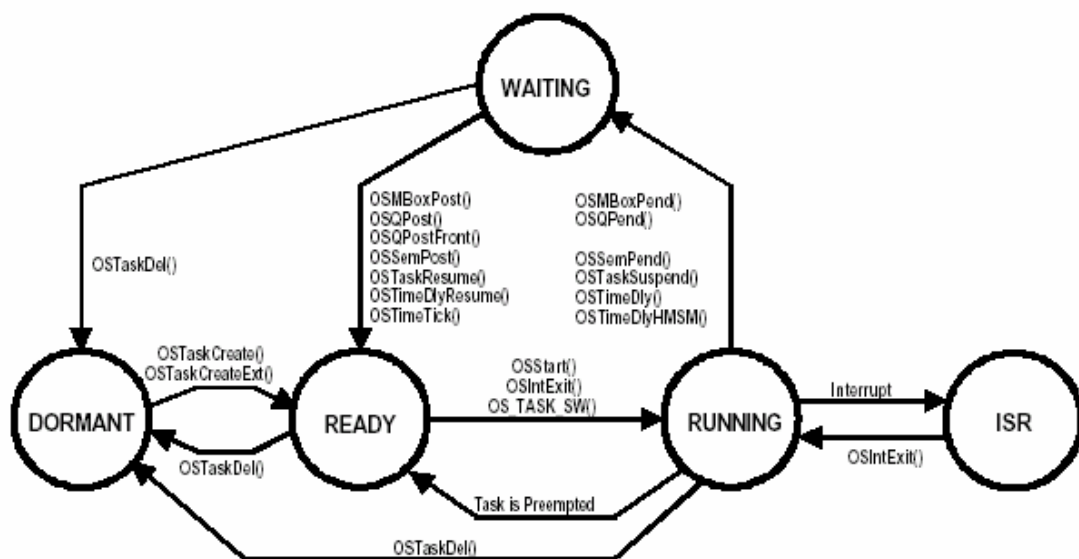 WAITING
OSMBoxPost()
OSQPost()
OSQPostFront()
OSSemPost()
OSTaskResume()
OSTimeDlyResume()
OSTimeTick()
OSMBoxPend()
OSQPend()
OSSemPend()
OSTaskSuspend()
OSTimeDly()
OSTimeDlyHMSM()
OSTaskDel()
OSTaskCreate()
OSTaskCreateExt()
OSStart()
OSIntExit()
OS_TASK_SW()
Interrupt
DORMANT
READY
RUNNING
ISR
OSTaskDel()
OSIntExit()
Task is Preempted
OSTaskDel()